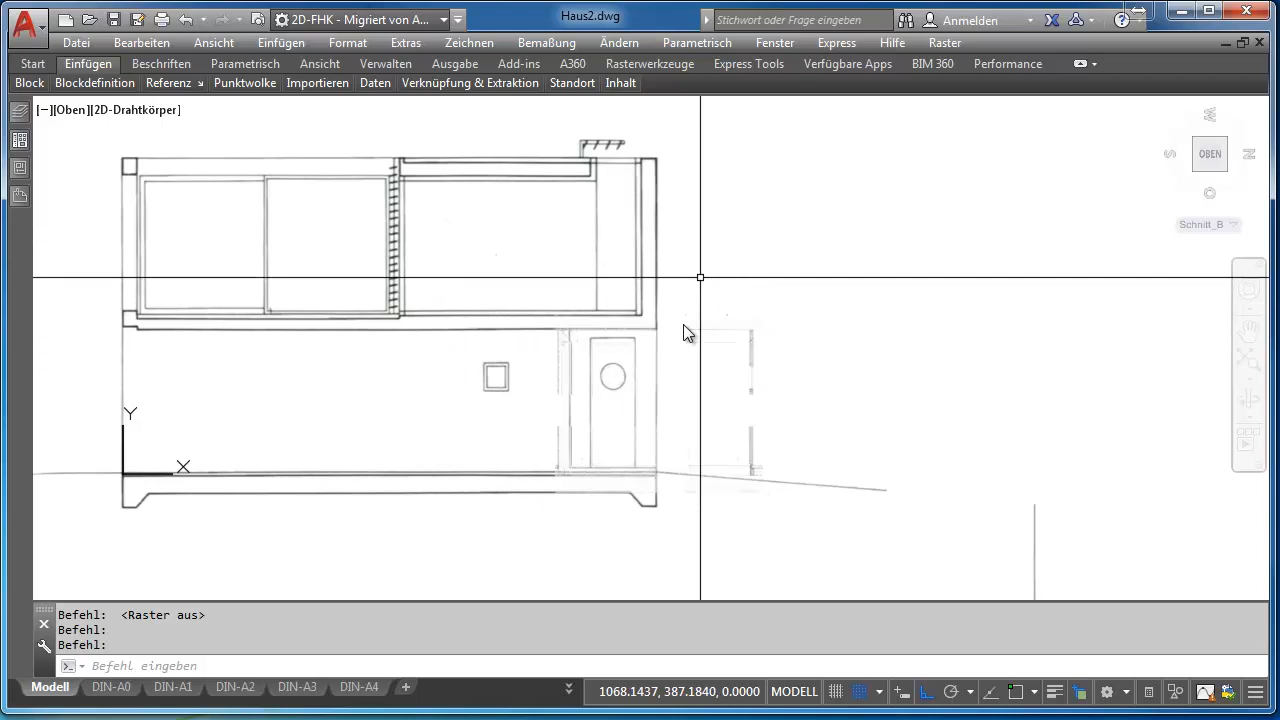 2D-FHK - Migriert von A...
Haus2.dwg
Stichwort oder Frage eingeben
Anmelden
Datei Bearbeiten Ansicht Einfügen Format Extras Zeichnen Bemaßung Ändern Parametrisch Fenster Express Hilfe Raster
Start Einfügen Beschriften Parametrisch Ansicht Verwalten Ausgabe Add-ins A360 Rasterwerkzeuge Express Tools Verfügbare Apps BIM 360 Performance
Block Blockdefinition Referenz Punktwolke Importieren Daten Verknüpfung & Extraktion Standort Inhalt
[−][Oben][2D-Drahtkörper]
W
S OBEN N
O
Schnitt_B
Y
X
Befehl: <Raster aus>
Befehl:
Befehl:
Befehl eingeben
Modell DIN-A0 DIN-A1 DIN-A2 DIN-A3 DIN-A4 +
1068.1437, 387.1840, 0.0000 MODELL